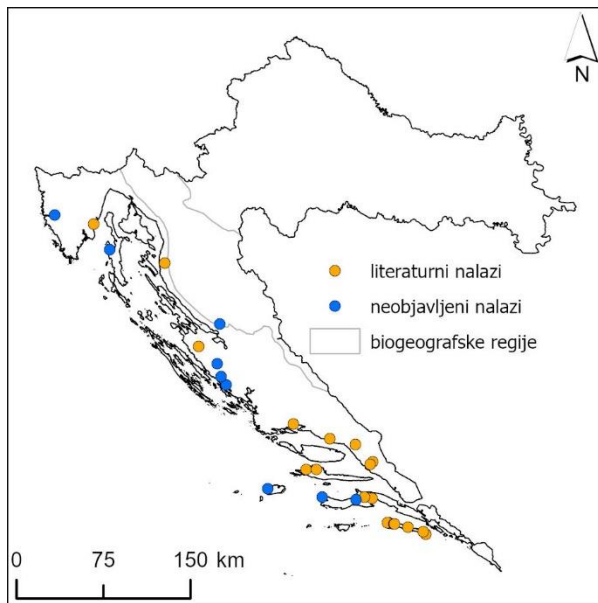 N
literaturni nalazi
neobjavljeni nalazi
biogeografske regije
0 75 150 km